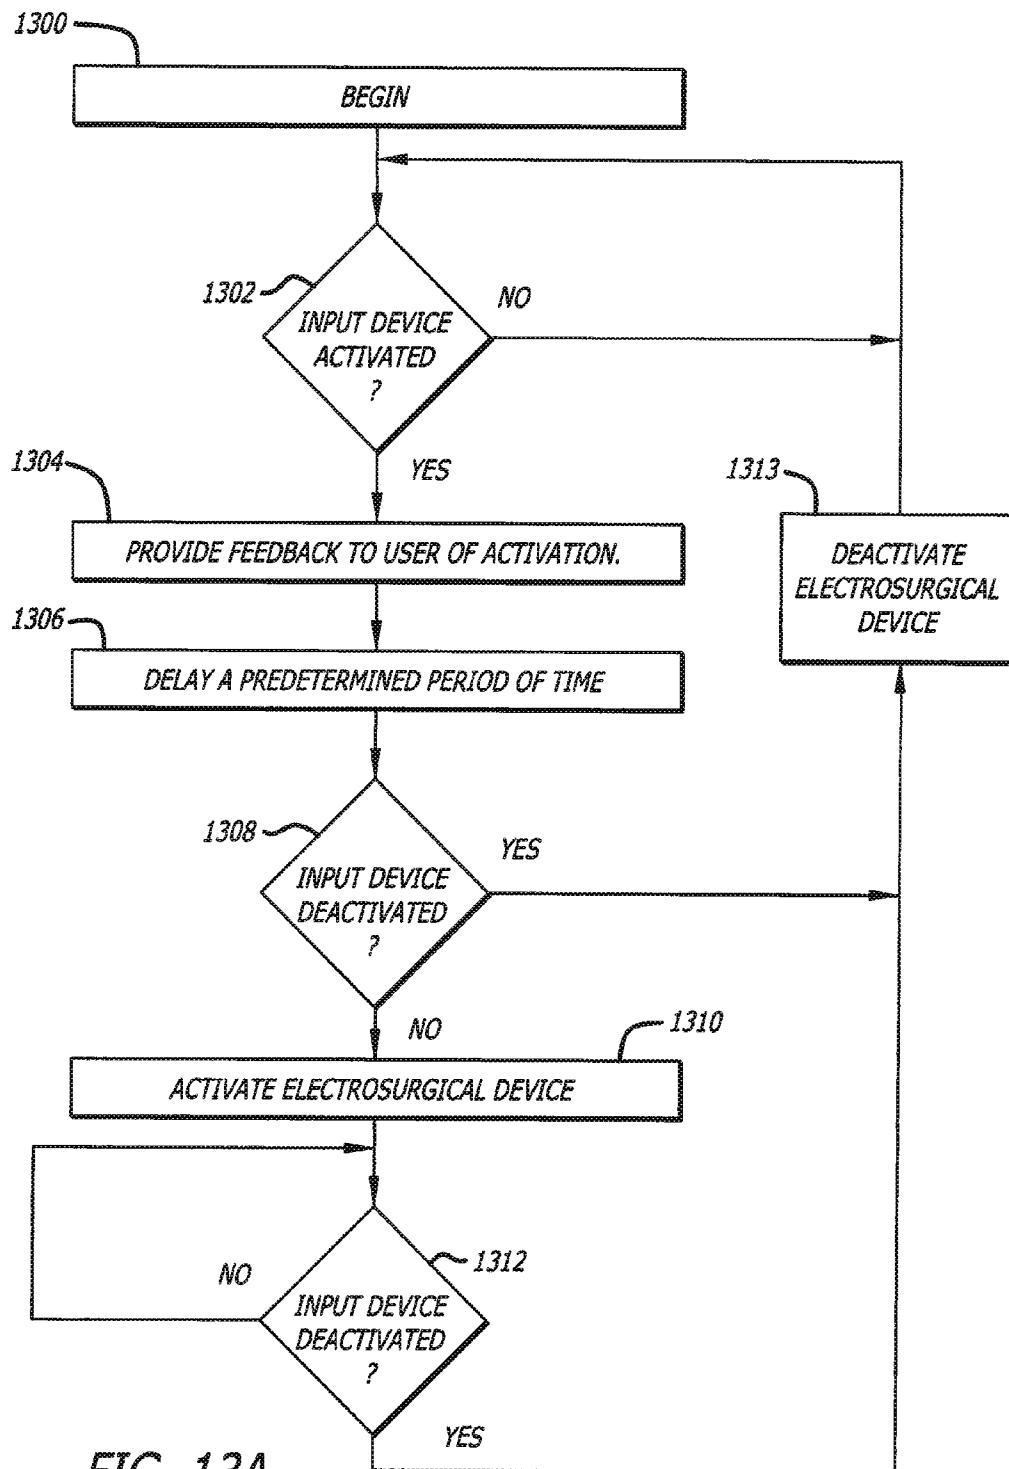 1300
BEGIN
1302
INPUT DEVICE
ACTIVATED
?
NO
YES
1304
PROVIDE FEEDBACK TO USER OF ACTIVATION.
1313
DEACTIVATE
ELECTROSURGICAL
DEVICE
1306
DELAY A PREDETERMINED PERIOD OF TIME
1308
INPUT DEVICE
DEACTIVATED
?
YES
NO
1310
ACTIVATE ELECTROSURGICAL DEVICE
1312
INPUT DEVICE
DEACTIVATED
?
NO
YES
FIG. 13A